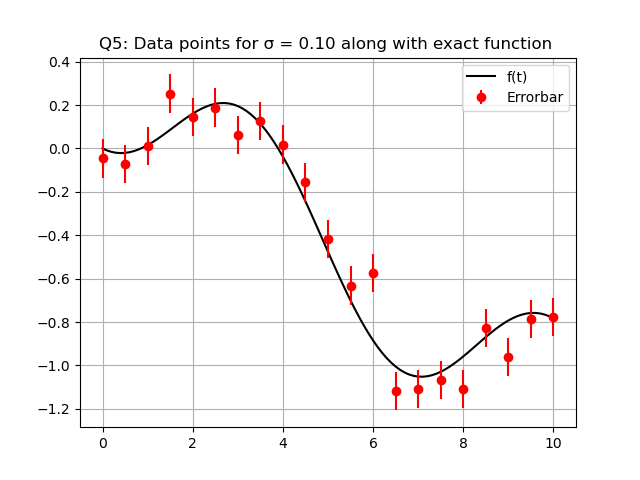 Q5: Data points for σ = 0.10 along with exact function
f(t)
Errorbar
0.4
0.2
0.0
−0.2
−0.4
−0.6
−0.8
−1.0
−1.2
0 2 4 6 8 10